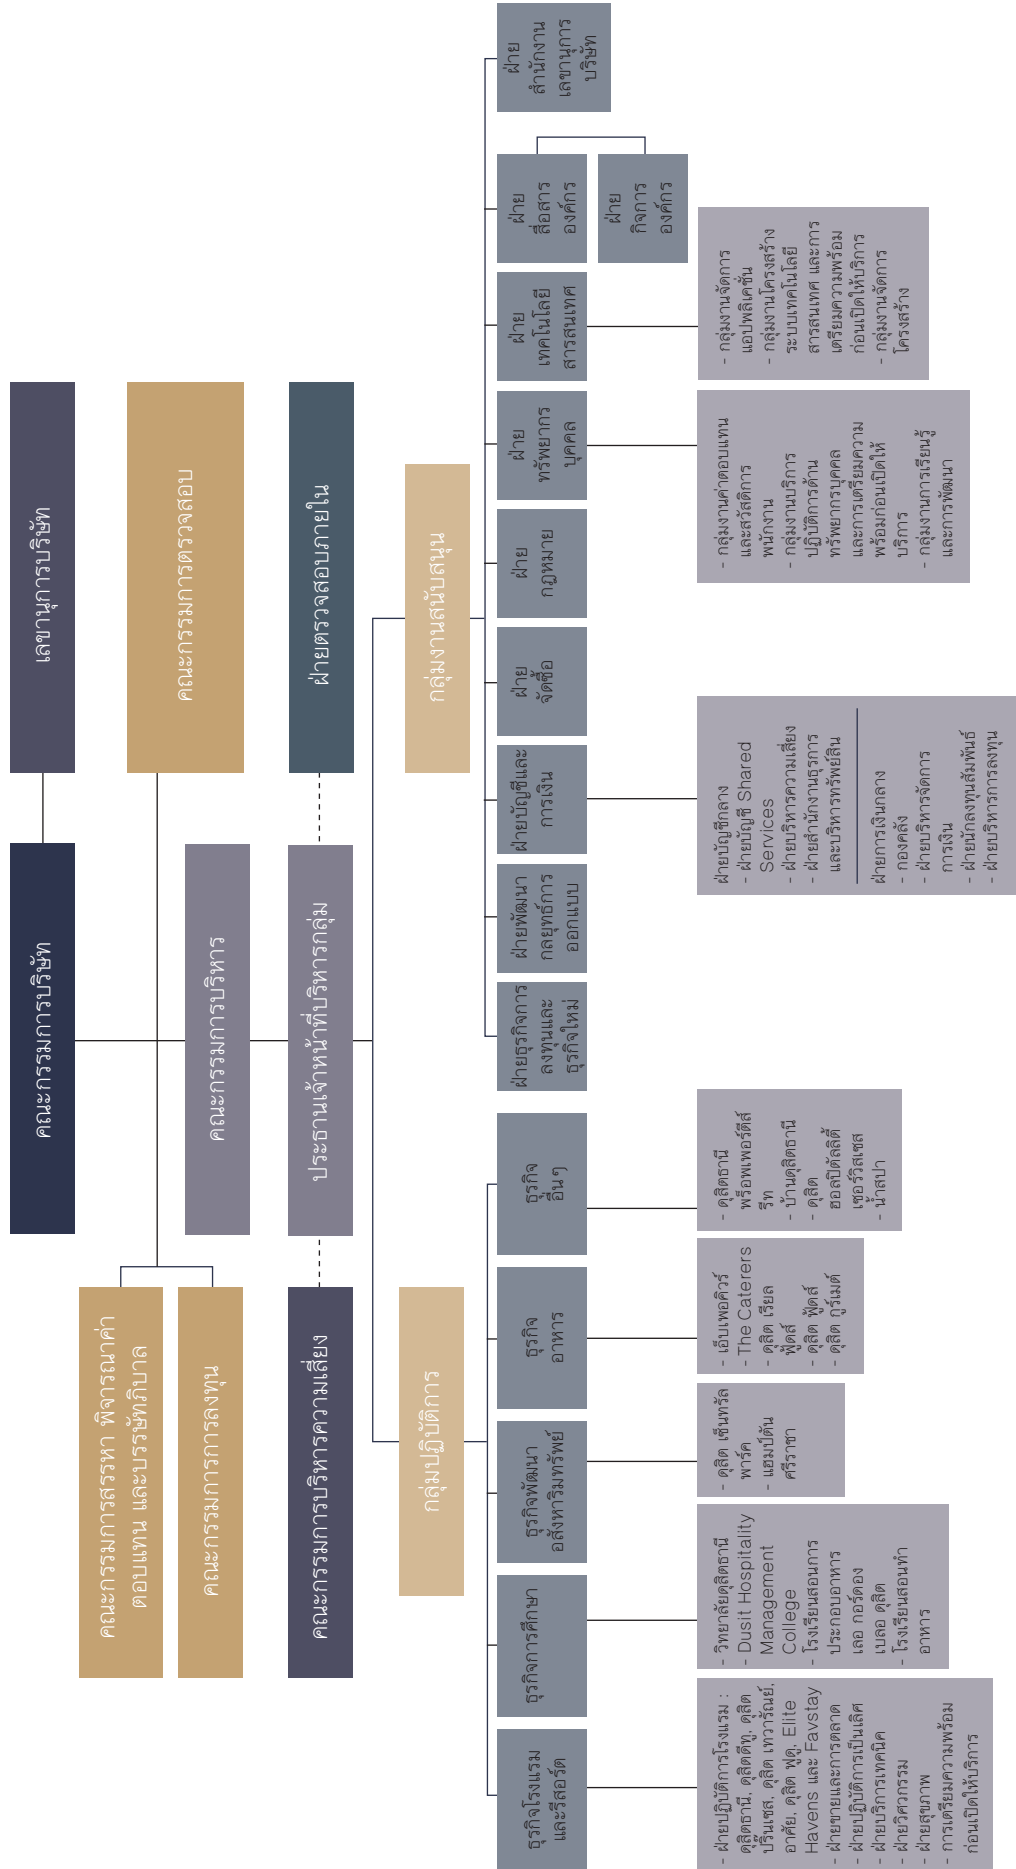 คณะกรรมการบริษัท
เลขานุการบริษัท
คณะกรรมการสรรหา พิจารณาค่า
ตอบแทน และบรรษัทภิบาล
คณะกรรมการการลงทุน
คณะกรรมการตรวจสอบ
คณะกรรมการบริหาร
คณะกรรมการบริหารความเสี่ยง
ประธานเจ้าหน้าที่บริหารกลุ่ม
ฝ่ายตรวจสอบภายใน
กลุ่มปฏิบัติการ
กลุ่มงานสนับสนุน
ธุรกิจโรงแรม
และรีสอร์ต
ธุรกิจการศึกษา
ธุรกิจพัฒนา
อสังหาริมทรัพย์
ธุรกิจ
อาหาร
ธุรกิจ
อื่นๆ
ฝ่ายธุรกิจการ
ลงทุนและ
ธุรกิจใหม่
ฝ่ายพัฒนา
กลยุทธ์การ
ออกแบบ
ฝ่ายบัญชีและ
การเงิน
ฝ่าย
จัดซื้อ
ฝ่าย
กฎหมาย
ฝ่าย
ทรัพยากร
บุคคล
ฝ่าย
เทคโนโลยี
สารสนเทศ
ฝ่าย
สื่อสาร
องค์กร
ฝ่าย
กิจการ
องค์กร
ฝ่าย
สำนักงาน
เลขานุการ
บริษัท
- ฝ่ายปฏิบัติการโรงแรม :
ดุสิตธานี, ดุสิตดีทู, ดุสิต
ปริ๊นเซส, ดุสิต เทวารัณย์,
อาศัย, ดุสิต ฟูดู, Elite
Havens และ Favstay
- ฝ่ายขายและการตลาด
- ฝ่ายปฏิบัติการเป็นเลิศ
- ฝ่ายบริการเทคนิค
- ฝ่ายวิศวกรรม
- ฝ่ายสุขภาพ
- การเตรียมความพร้อม
ก่อนเปิดให้บริการ
- วิทยาลัยดุสิตธานี
- Dusit Hospitality
Management
College
- โรงเรียนสอนการ
ประกอบอาหาร
เลอ กอร์ดอง
เบลอ ดุสิต
- โรงเรียนสอนทำ
อาหาร
- ดุสิต เซ็นทรัล
พาร์ค
- แฮมป์ตัน
ศรีราชา
- เอ็บเพอคิวร์
- The Caterers
- ดุสิต เรียล
ฟู้ดส์
- ดุสิต ฟู้ดส์
- ดุสิต กูร์เมต์
- ดุสิตธานี
พร็อพเพอร์ตีส์
รีท
- บ้านดุสิตธานี
- ดุสิต
ฮอสปิตัลลิตี้
เซอร์วิสเซส
- น้ำสปา
ฝ่ายบัญชีกลาง
- ฝ่ายบัญชี Shared
Services
- ฝ่ายบริหารความเสี่ยง
- ฝ่ายสำนักงานธุรการ
และบริหารทรัพย์สิน
ฝ่ายการเงินกลาง
- กองคลัง
- ฝ่ายบริหารจัดการ
การเงิน
- ฝ่ายนักลงทุนสัมพันธ์
- ฝ่ายบริหารการลงทุน
- กลุ่มงานค่าตอบแทน
และสวัสดิการ
พนักงาน
- กลุ่มงานบริการ
ปฏิบัติการด้าน
ทรัพยากรบุคคล
และการเตรียมความ
พร้อมก่อนเปิดให้
บริการ
- กลุ่มงานการเรียนรู้
และการพัฒนา
- กลุ่มงานจัดการ
แอปพลิเคชั่น
- กลุ่มงานโครงสร้าง
ระบบเทคโนโลยี
สารสนเทศ และการ
เตรียมความพร้อม
ก่อนเปิดให้บริการ
- กลุ่มงานจัดการ
โครงสร้าง